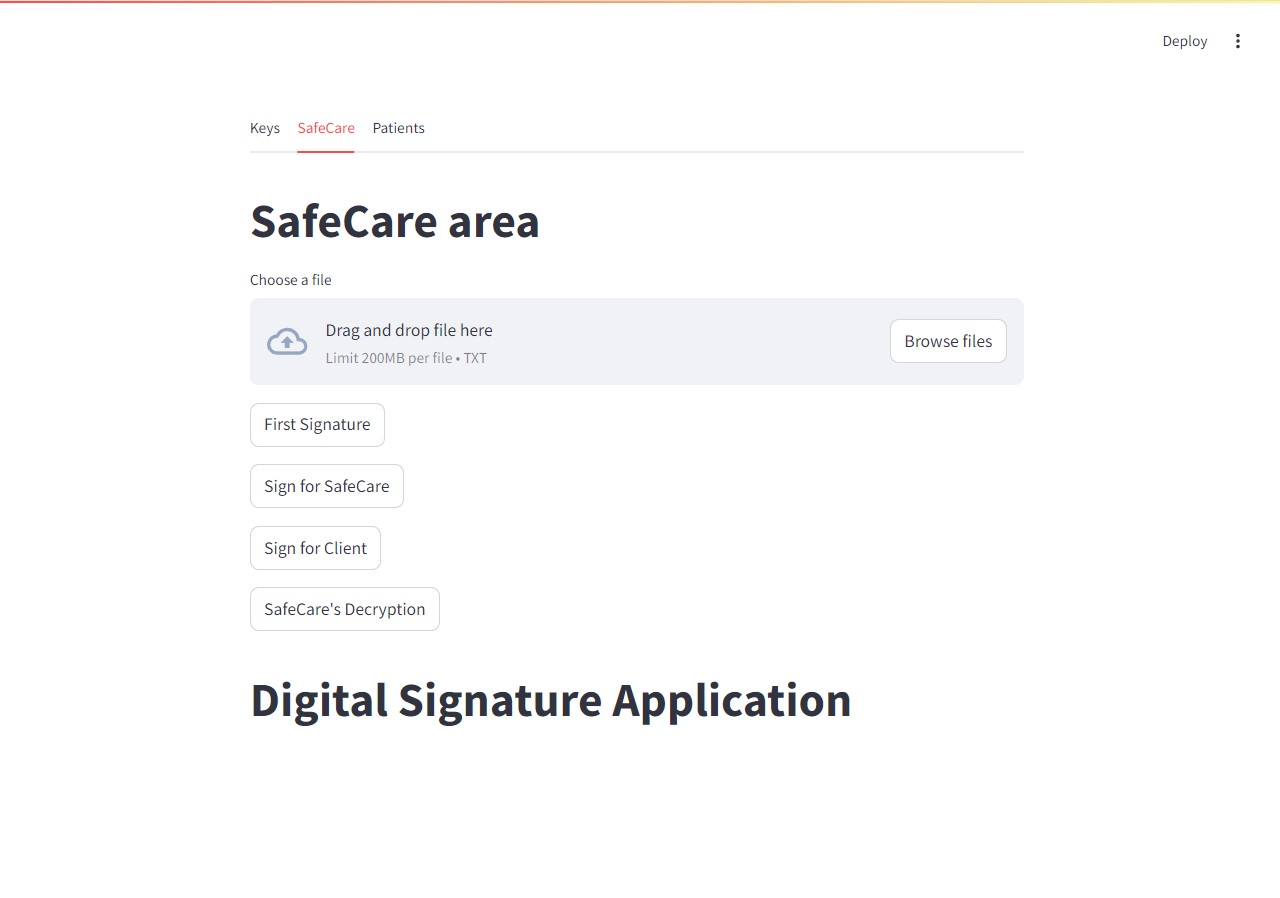 Deploy
Keys SafeCare Patients
SafeCare area
Choose a file
Drag and drop file here
Limit 200MB per file • TXT
Browse files
First Signature
Sign for SafeCare
Sign for Client
SafeCare's Decryption
Digital Signature Application